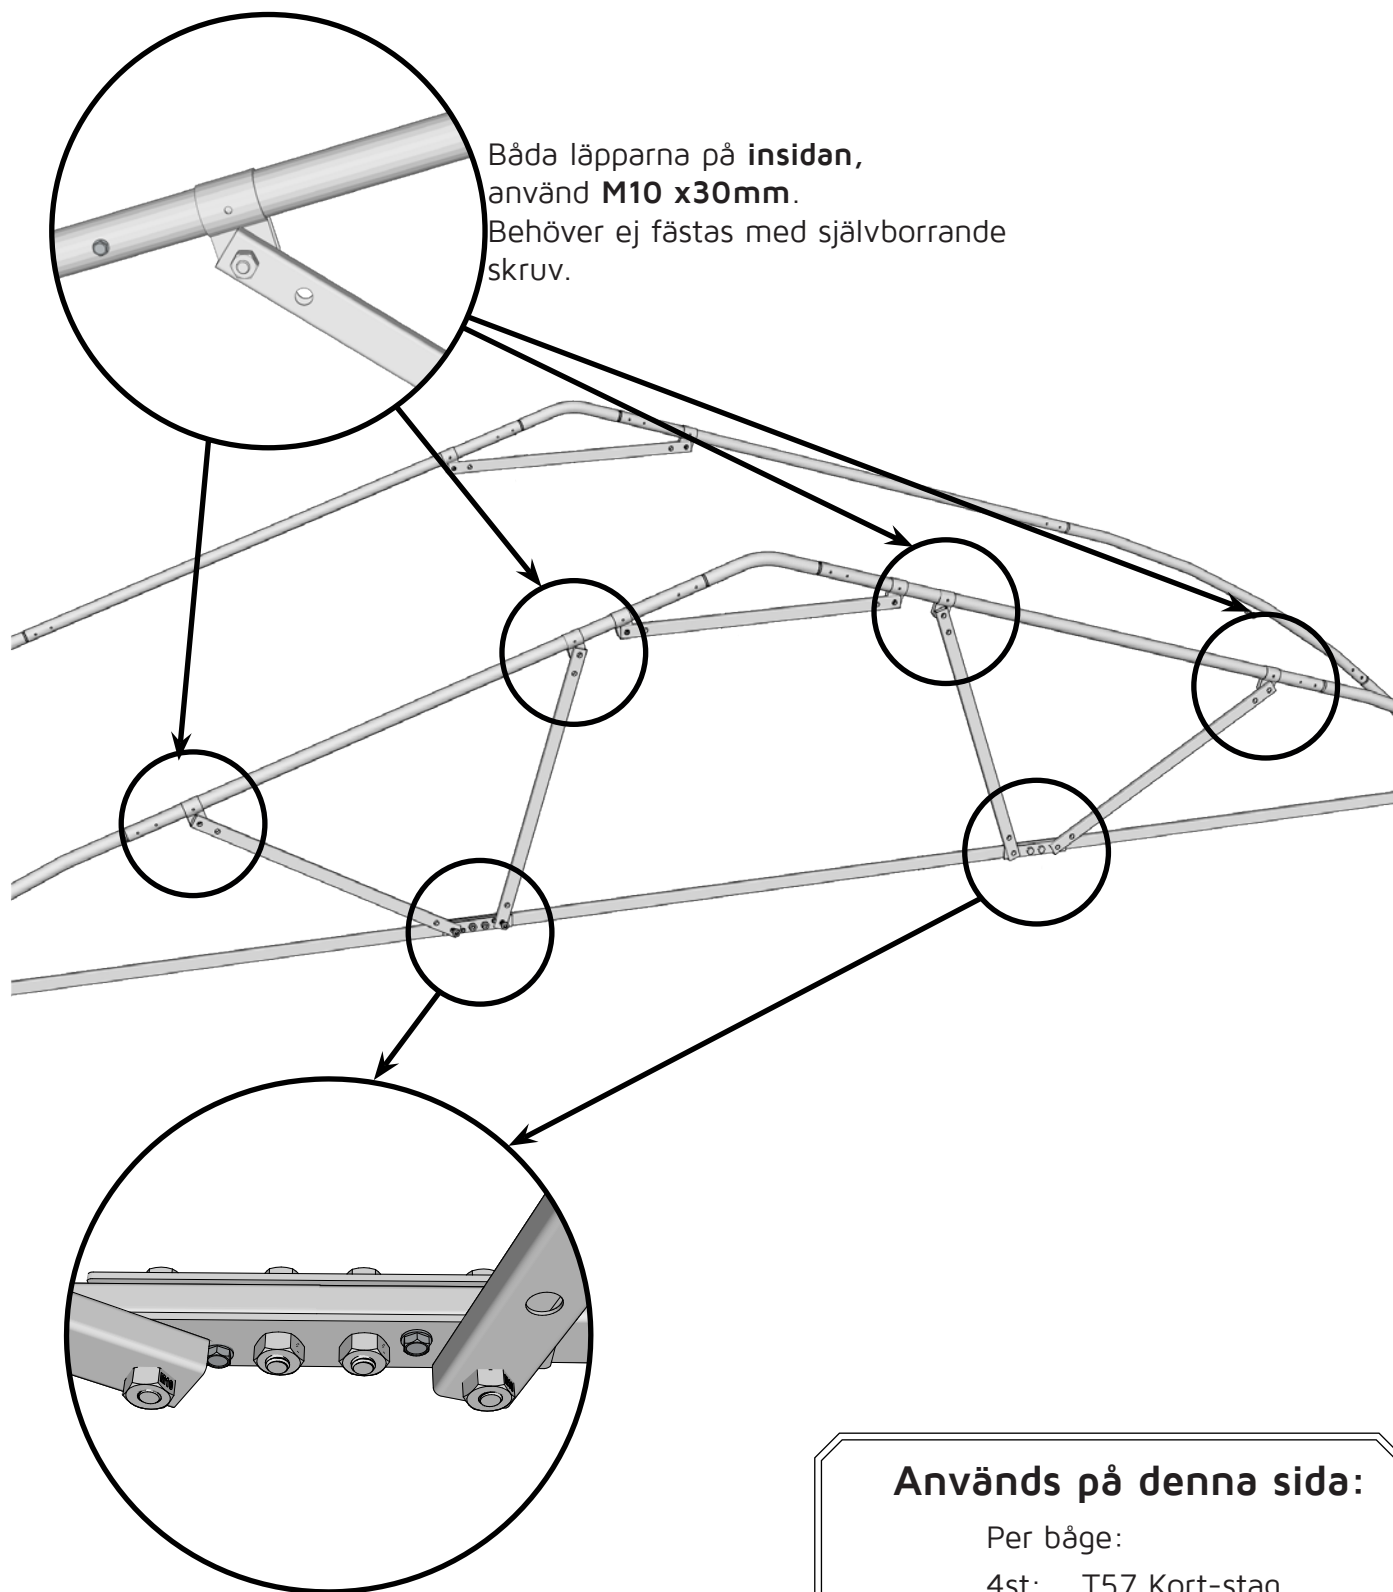 Båda läpparna på insidan,
använd M10 x30mm.
Behöver ej fästas med självborrande
skruv.
Används på denna sida:
Per båge:
4st: T57 Kort-stag